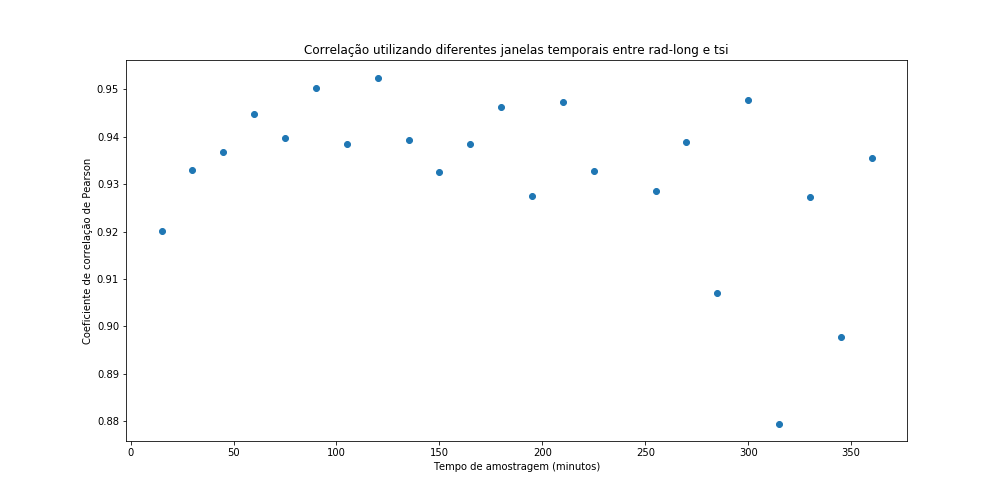 Correlação utilizando diferentes janelas temporais entre rad-long e tsi
Coeficiente de correlação de Pearson
0.95
0.94
0.93
0.92
0.91
0.90
0.89
0.88
0 50 100 150 200 250 300 350
Tempo de amostragem (minutos)